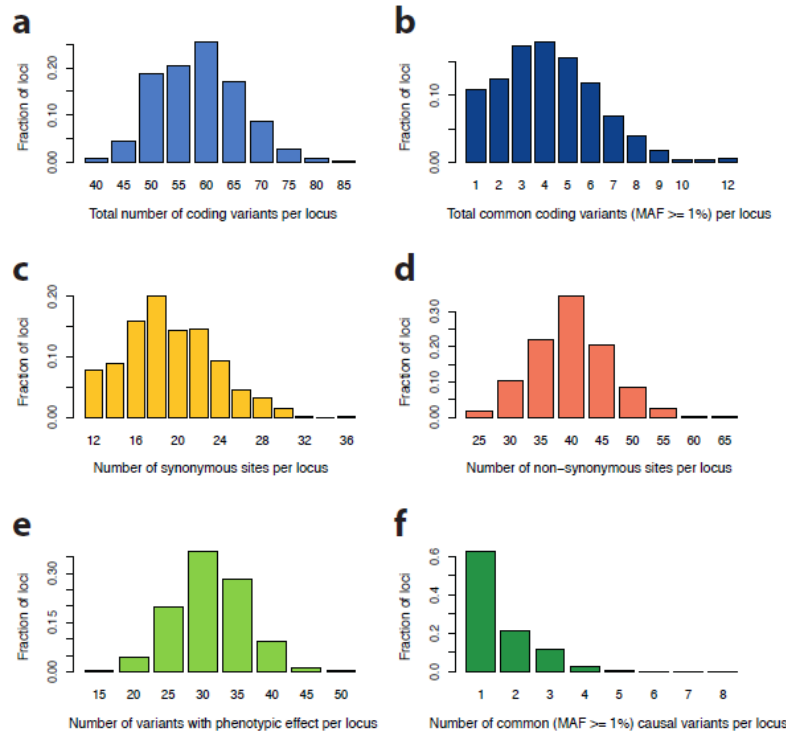 a
Fraction of loci
0.00 0.10 0.20
40 45 50 55 60 65 70 75 80 85
Total number of coding variants per locus
b
Fraction of loci
0.00 0.10
1 2 3 4 5 6 7 8 9 10 12
Total common coding variants (MAF >= 1%) per locus
c
Fraction of loci
0.00 0.10 0.20
12 16 20 24 28 32 36
Number of synonymous sites per locus
d
Fraction of loci
0.00 0.10 0.20 0.30
25 30 35 40 45 50 55 60 65
Number of non−synonymous sites per locus
e
Fraction of loci
0.00 0.15 0.30
15 20 25 30 35 40 45 50
Number of variants with phenotypic effect per locus
f
Fraction of loci
0.0 0.2 0.4 0.6
1 2 3 4 5 6 7 8
Number of common (MAF >= 1%) causal variants per locus